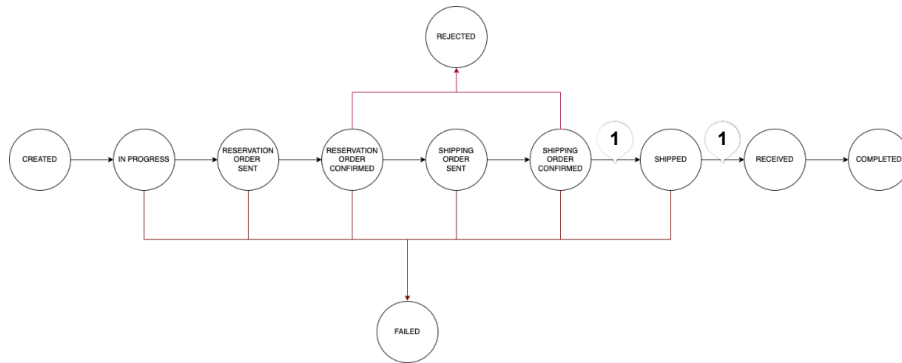 REJECTED
1
1
CREATED
IN PROGRESS
RESERVATION
ORDER
SENT
RESERVATION
ORDER
CONFIRMED
SHIPPING
ORDER
SENT
SHIPPING
ORDER
CONFIRMED
SHIPPED
RECEIVED
COMPLETED
FAILED